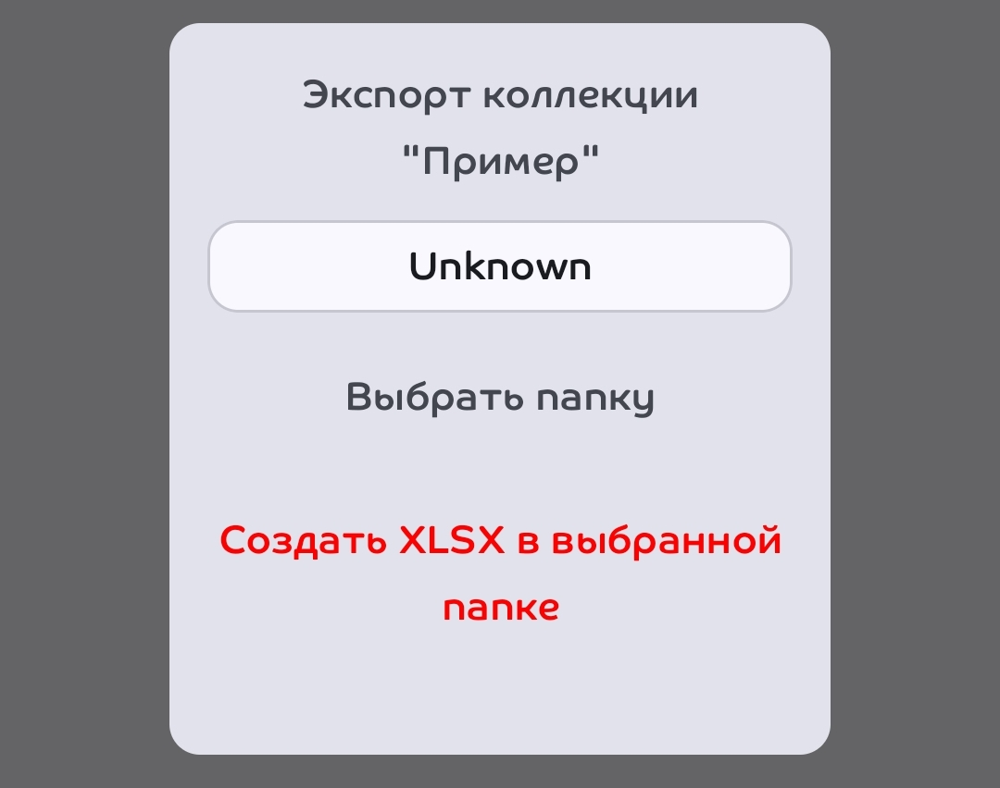 Экспорт коллекции
"Пример"
Unknown
Выбрать папку
Создать XLSX в выбранной
папке